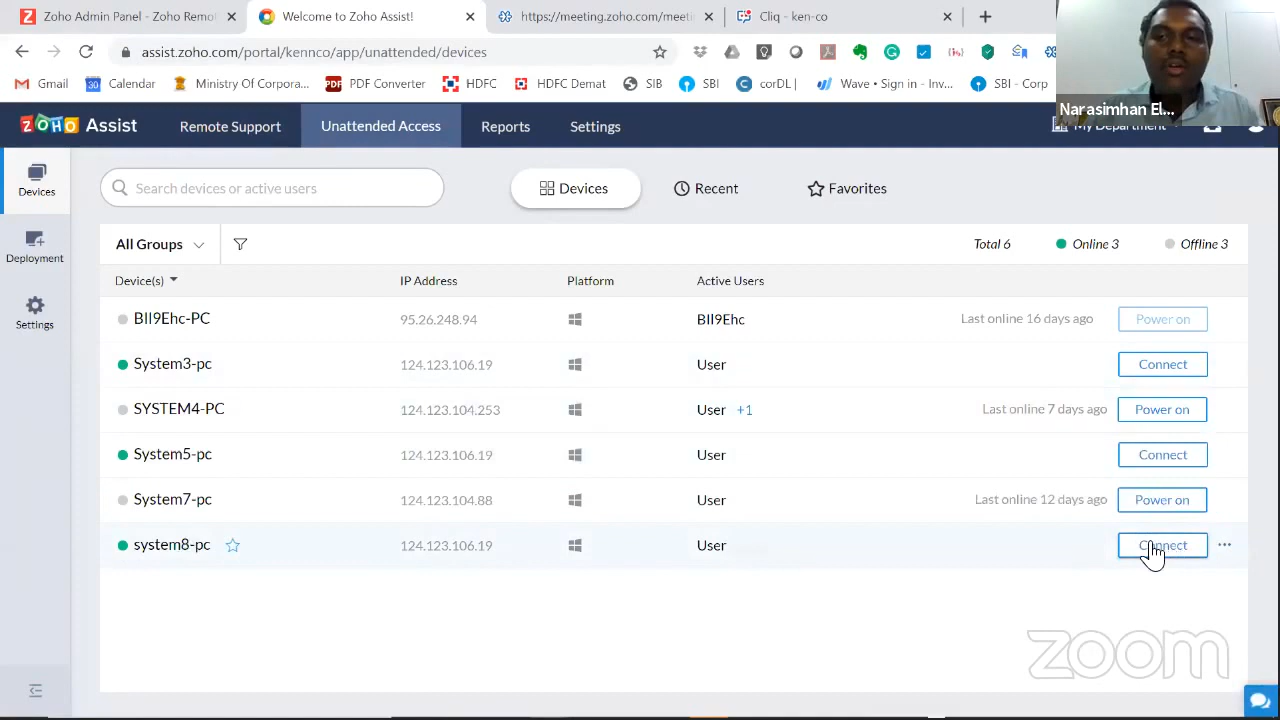 Zoho Admin Panel - Zoho Remo
Welcome to Zoho Assist!
https://meeting.zoho.com/meeti
Cliq - ken-co
assist.zoho.com/portal/kennco/app/unattended/devices
Gmail
Calendar
Ministry Of Corpora...
PDF Converter
HDFC
HDFC Demat
SIB
SBI
corDL |
Wave • Sign in - Inv...
SBI - Corp
Narasimhan El...
ZOHO Assist
Remote Support
Unattended Access
Reports
Settings
My Department
Devices
Deployment
Settings
Search devices or active users
Devices
Recent
Favorites
All Groups
Total 6
Online 3
Offline 3
Device(s)
IP Address
Platform
Active Users
BII9Ehc-PC 95.26.248.94 BII9Ehc Last online 16 days ago Power on
System3-pc 124.123.106.19 User Connect
SYSTEM4-PC 124.123.104.253 User +1 Last online 7 days ago Power on
System5-pc 124.123.106.19 User Connect
System7-pc 124.123.104.88 User Last online 12 days ago Power on
system8-pc 124.123.106.19 User Connect
zoom